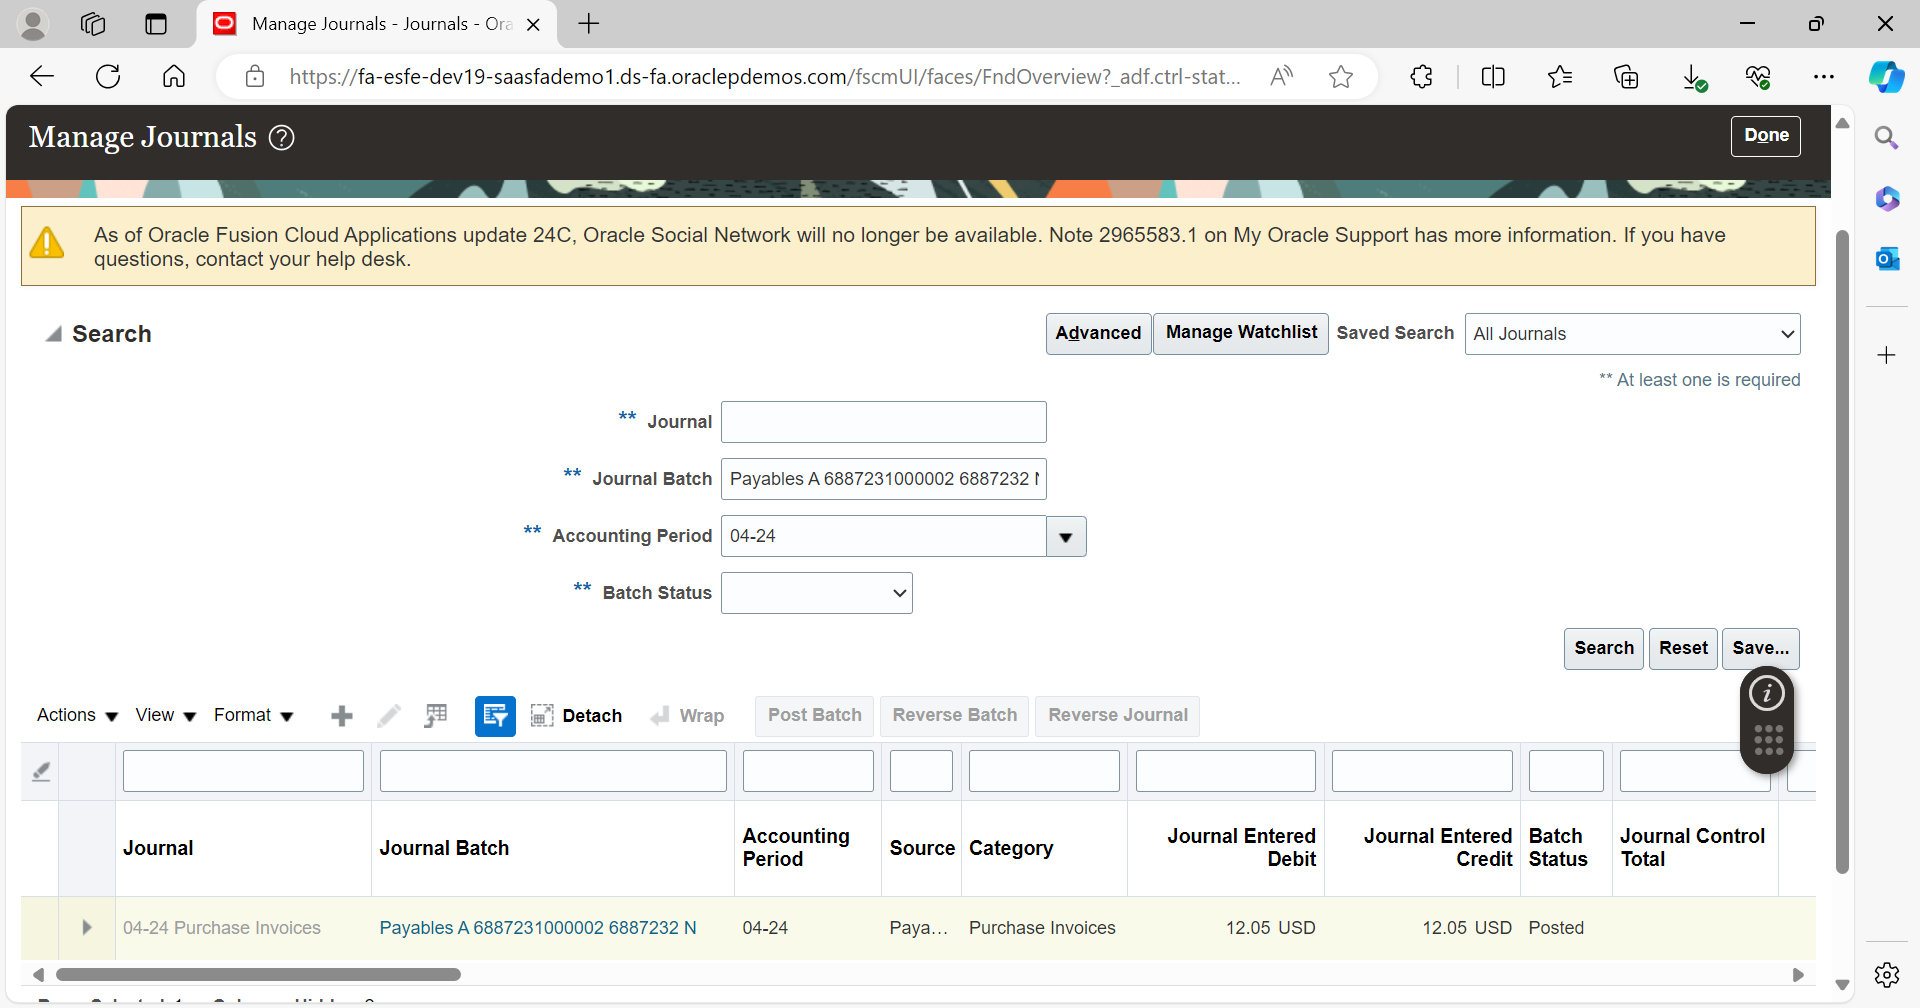 Manage Journals - Journals - Ora
https://fa-esfe-dev19-saasfademo1.ds-fa.oraclepdemos.com/fscmUI/faces/FndOverview?_adf.ctrl-stat...
Manage Journals
Done
As of Oracle Fusion Cloud Applications update 24C, Oracle Social Network will no longer be available. Note 2965583.1 on My Oracle Support has more information. If you have
questions, contact your help desk.
Search
Advanced Manage Watchlist Saved Search All Journals
** At least one is required
** Journal
** Journal Batch Payables A 6887231000002 6887232 N
** Accounting Period 04-24
** Batch Status
Search Reset Save...
Actions View Format Detach Wrap Post Batch Reverse Batch Reverse Journal
Journal Journal Batch Accounting Period Source Category Journal Entered Debit Journal Entered Credit Batch Status Journal Control Total
04-24 Purchase Invoices Payables A 6887231000002 6887232 N 04-24 Paya... Purchase Invoices 12.05 USD 12.05 USD Posted